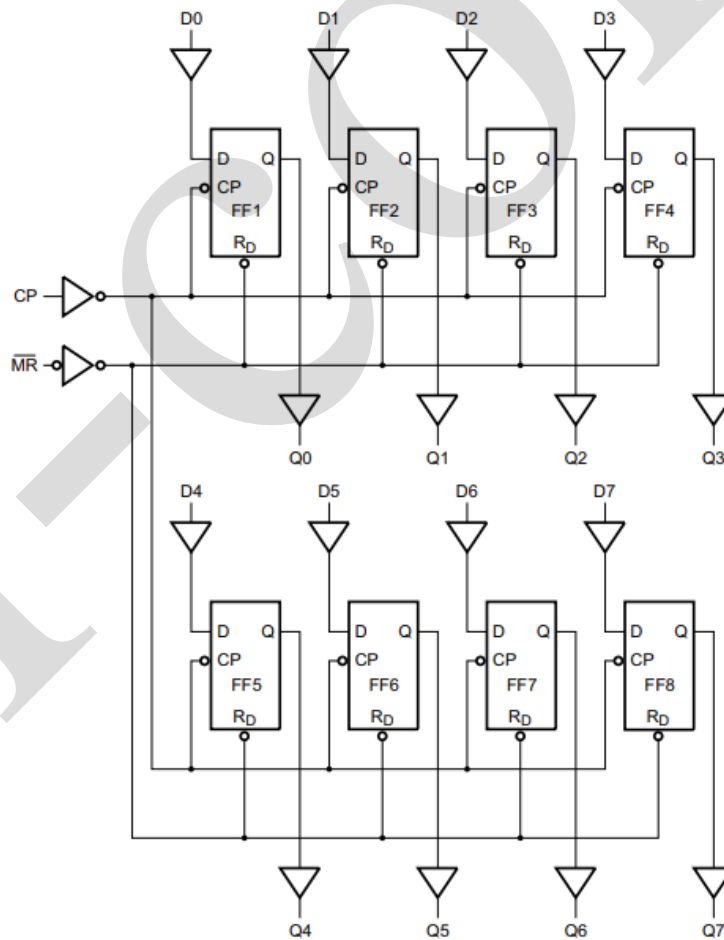 D0 D1 D2 D3
D Q D Q D Q D Q
CP CP CP CP
FF1 FF2 FF3 FF4
RD RD RD RD
CP
MR
Q0 Q1 Q2 Q3
D4 D5 D6 D7
D Q D Q D Q D Q
CP CP CP CP
FF5 FF6 FF7 FF8
RD RD RD RD
Q4 Q5 Q6 Q7